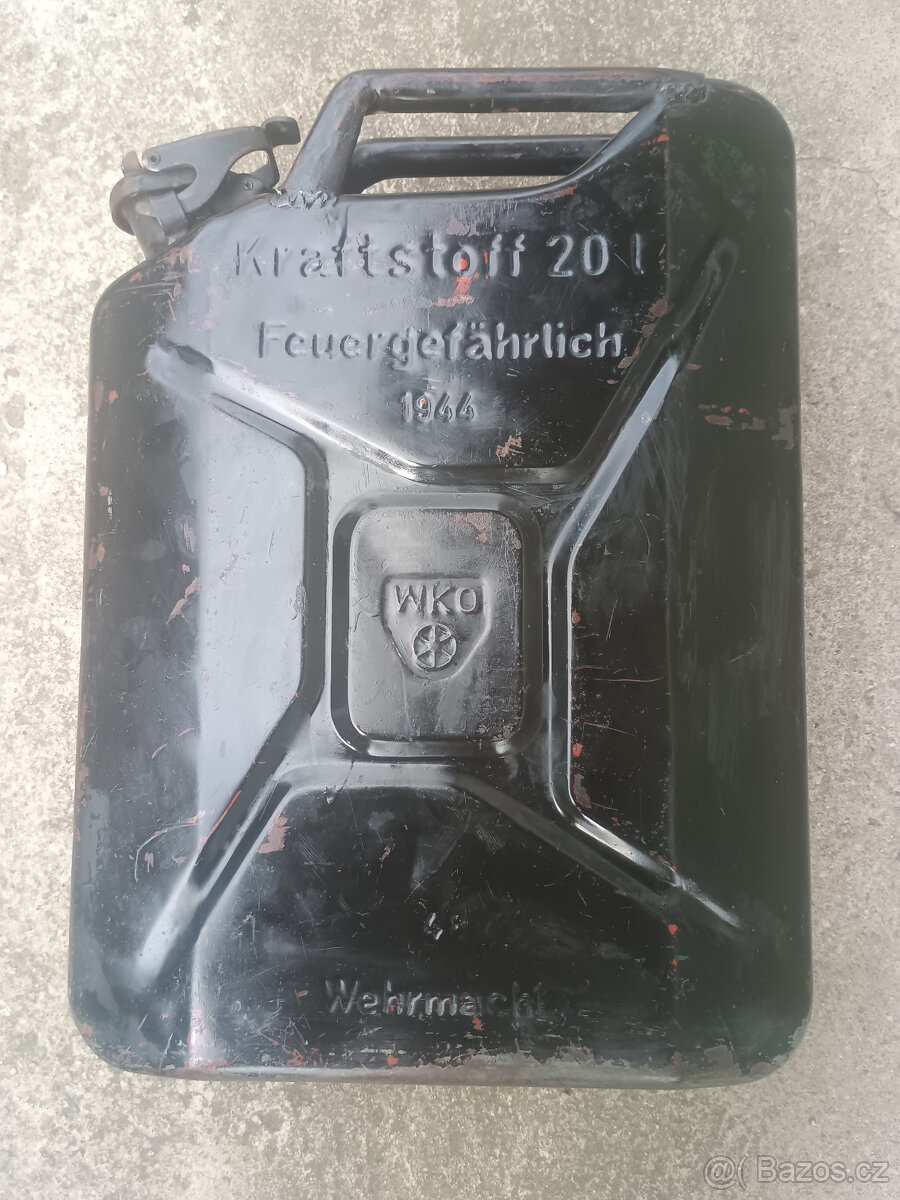 Kraftstoff 20 l
Feuergefährlich
1944
WKO
Wehrmacht
@( Bazos.cz